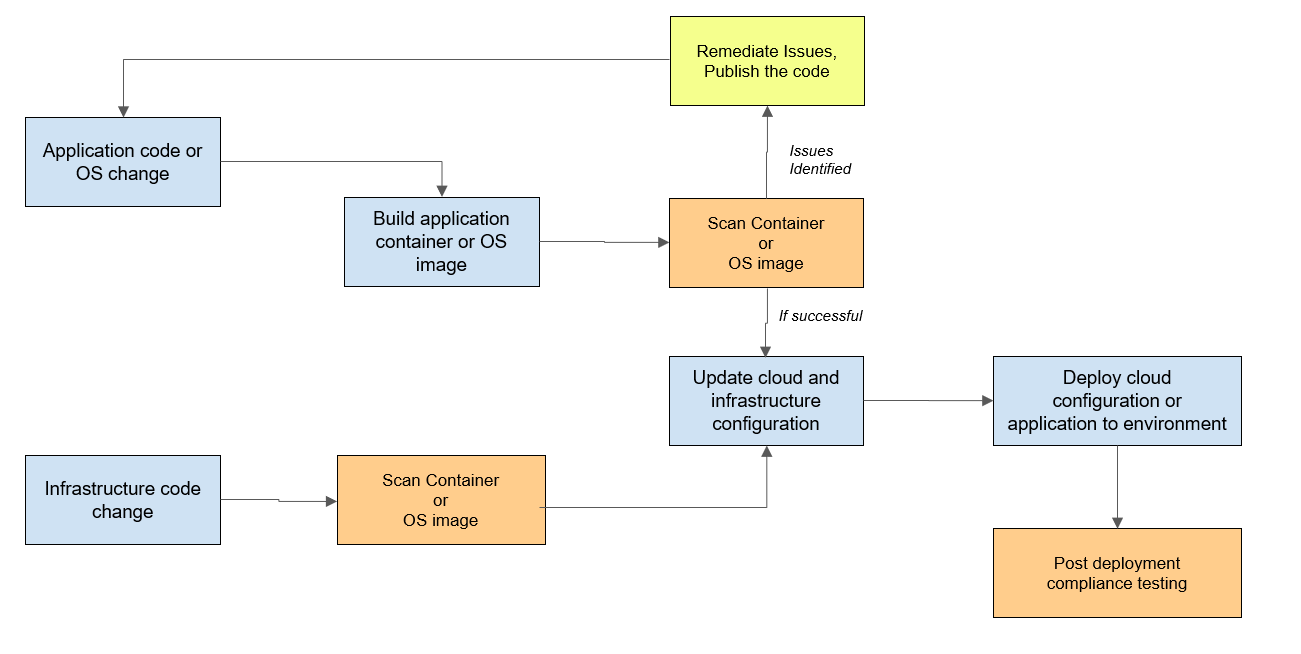 Remediate Issues,
Publish the code
Application code or
OS change
Issues
Identified
Build application
container or OS
image
Scan Container
or
OS image
If successful
Update cloud and
infrastructure
configuration
Deploy cloud
configuration or
application to environment
Infrastructure code
change
Scan Container
or
OS image
Post deployment
compliance testing